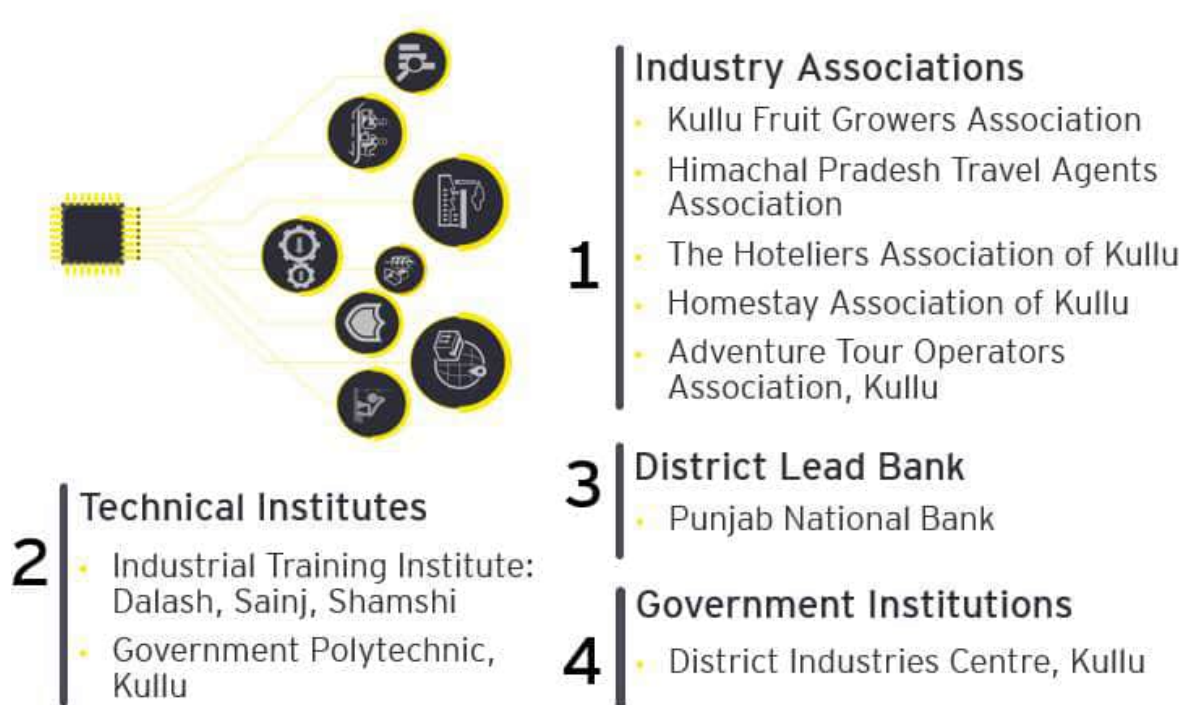 1
Industry Associations
• Kullu Fruit Growers Association
• Himachal Pradesh Travel Agents
Association
• The Hoteliers Association of Kullu
• Homestay Association of Kullu
• Adventure Tour Operators
Association, Kullu
2
Technical Institutes
• Industrial Training Institute:
Dalash, Sainj, Shamshi
• Government Polytechnic,
Kullu
3
District Lead Bank
• Punjab National Bank
4
Government Institutions
• District Industries Centre, Kullu